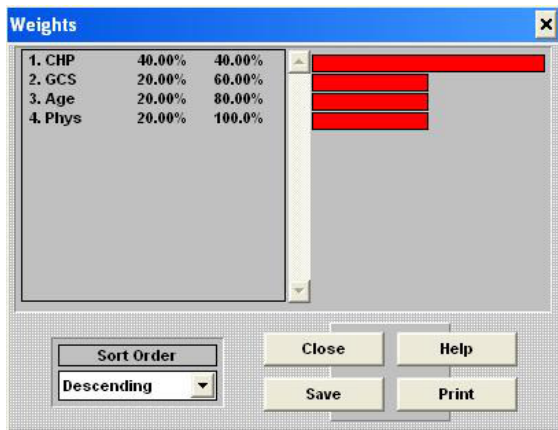 Weights
1. CHP 40.00% 40.00%
2. GCS 20.00% 60.00%
3. Age 20.00% 80.00%
4. Phys 20.00% 100.0%
Sort Order
Descending
Close
Help
Save
Print